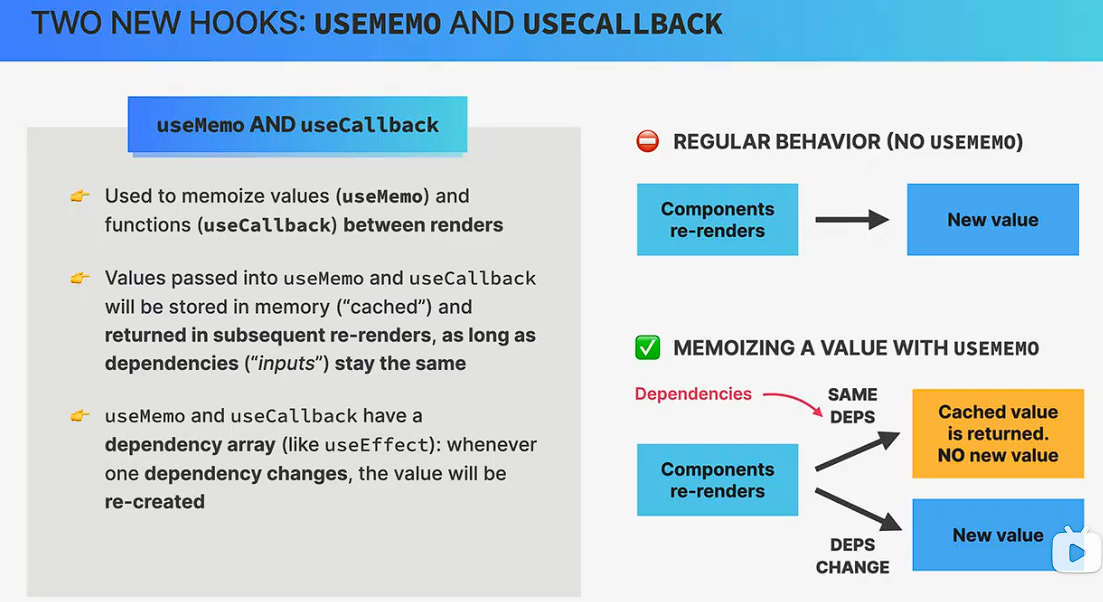 TWO NEW HOOKS: USEMEMO AND USECALLBACK
useMemo AND useCallback
Used to memoize values (useMemo) and
functions (useCallback) between renders
Values passed into useMemo and useCallback
will be stored in memory (“cached”) and
returned in subsequent re-renders, as long as
dependencies (“inputs”) stay the same
useMemo and useCallback have a
dependency array (like useEffect): whenever
one dependency changes, the value will be
re-created
REGULAR BEHAVIOR (NO USEMEMO)
Components
re-renders
New value
MEMOIZING A VALUE WITH USEMEMO
Dependencies
SAME
DEPS
Components
re-renders
Cached value
is returned.
NO new value
DEPS
CHANGE
New value